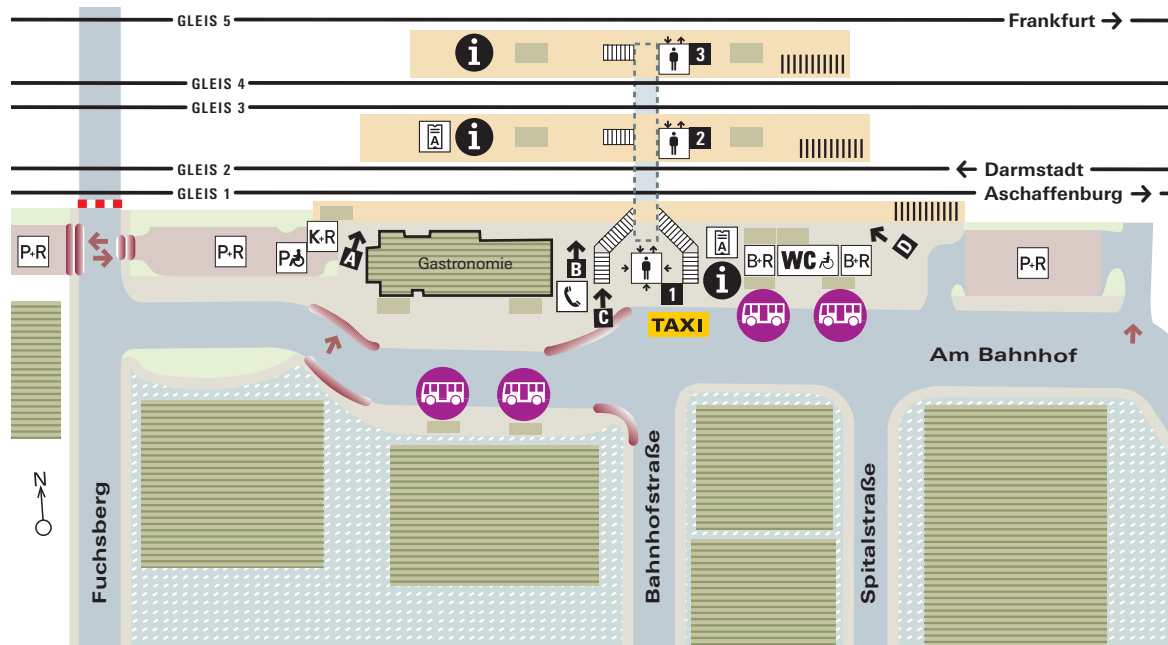 GLEIS 5
Frankfurt →
i
3
GLEIS 4
GLEIS 3
A
i
2
GLEIS 2
← Darmstadt
GLEIS 1
Aschaffenburg →
P+R
P+R
P
K+R
A
Gastronomie
B
C
1
A
i
B+R
WC
B+R
D
P+R
TAXI
Am Bahnhof
N
Fuchsberg
Bahnhofstraße
Spitalstraße